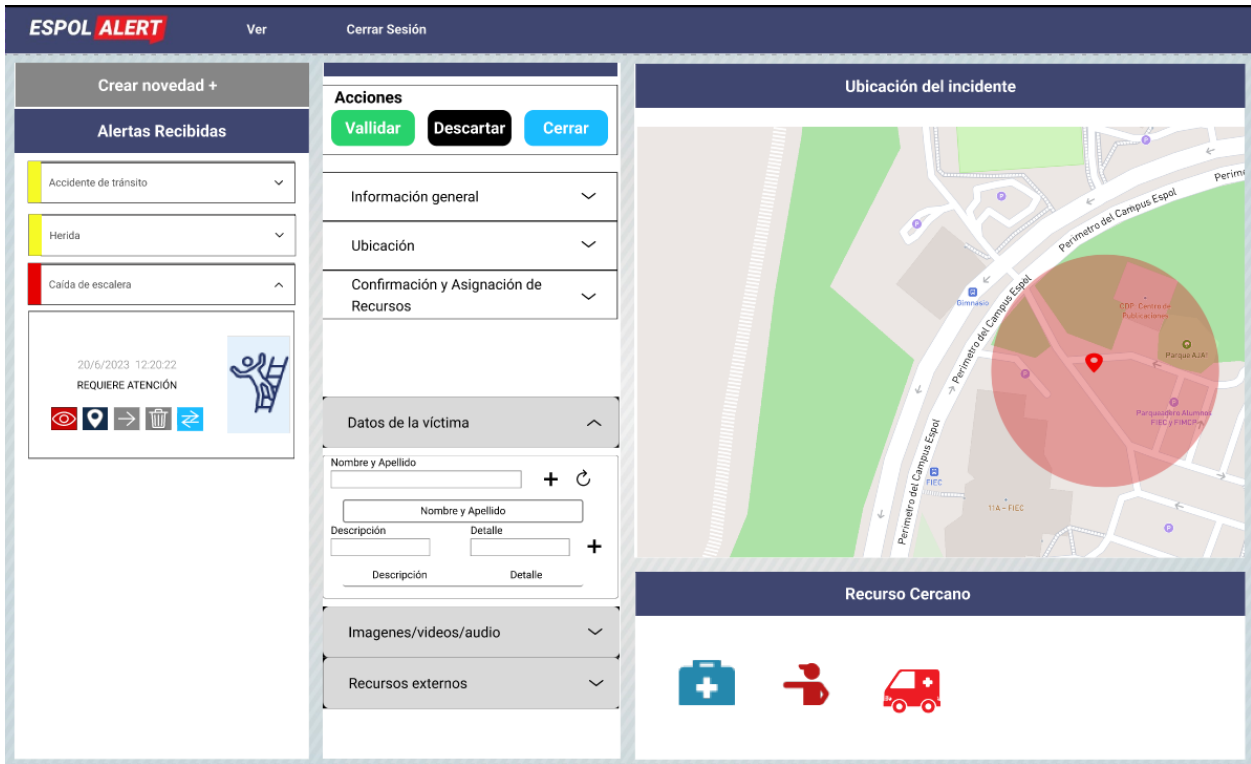 ESPOL ALERT
Ver
Cerrar Sesión
Crear novedad +
Alertas Recibidas
Accidente de tránsito
Herida
Caída de escalera
20/6/2023 12:20:22
REQUIERE ATENCIÓN
Acciones
Vallidar
Descartar
Cerrar
Información general
Ubicación
Confirmación y Asignación de
Recursos
Datos de la víctima
Nombre y Apellido
+
Nombre y Apellido
Descripción
Detalle
+
Descripción
Detalle
Imagenes/videos/audio
Recursos externos
Ubicación del incidente
P
P
P
Perime
Perimetro del Campus Espol
Gimnasio
Perimetro del Campus Espol
CDP: Centro de
Publicaciones
Parque AJA!
P
P
Parqueadero Alumnos
FIEC y FIMCP
Perimetro del Campus Espol
FIEC
11A - FIEC
P
Recurso Cercano